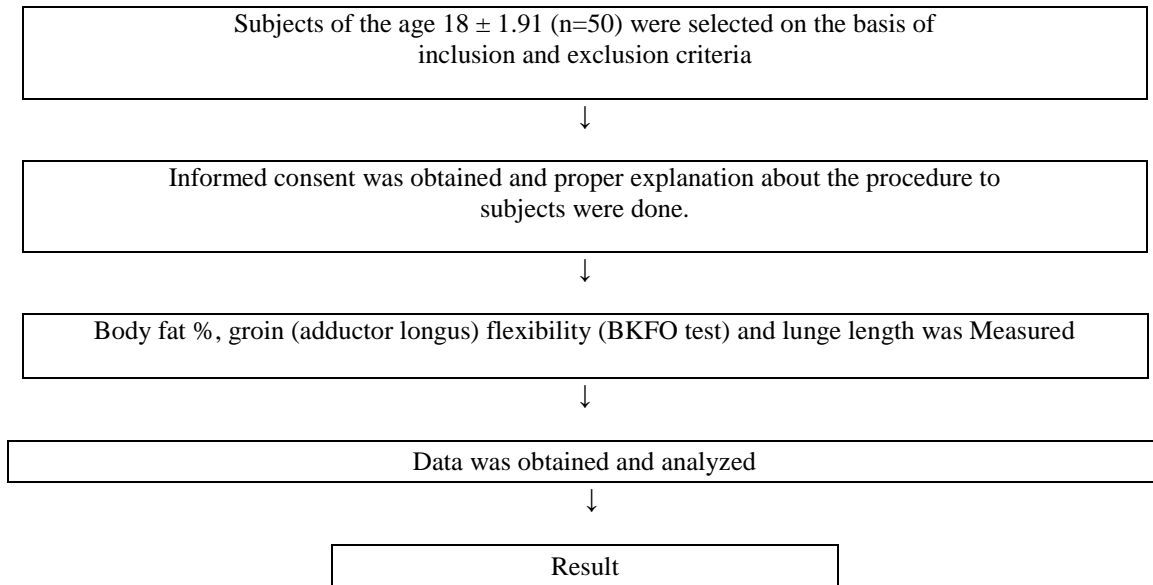 Subjects of the age 18 ± 1.91 (n=50) were selected on the basis of
inclusion and exclusion criteria
↓
Informed consent was obtained and proper explanation about the procedure to
subjects were done.
↓
Body fat %, groin (adductor longus) flexibility (BKFO test) and lunge length was Measured
↓
Data was obtained and analyzed
↓
Result